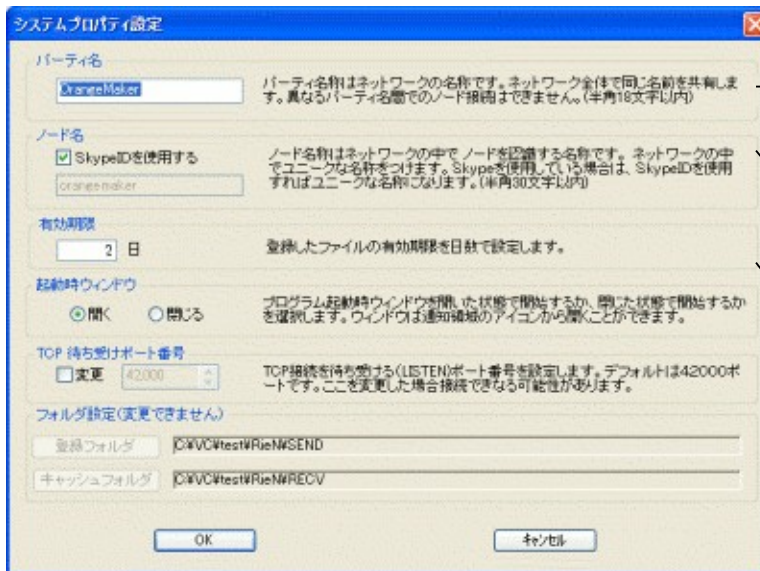 システムプロパティ設定
パーティ名
OrangeMaker
パーティ名称はネットワークの名称です。ネットワーク全体で同じ名前を共有しま
す。異なるパーティ名間でのノード接続はできません。(半角18文字以内)
ノード名
SkypeIDを使用する
orangemaker
ノード名称はネットワークの中で ノードを認識する名称です。 ネットワークの中
でユニークな名称をつけます。Skypeを使用している場合は、SkypeIDを使用
すればユニークな名称になります。(半角30文字以内)
有効期限
2 日
登録したファイルの有効期限を日数で設定します。
起動時ウィンドウ
開く 閉じる
プログラム起動時ウィンドウを開いた状態で開始するか、閉じた状態で開始するか
を選択します。ウィンドウは通知領域のアイコンから開くことができます。
TCP 待ち受けポート番号
変更 42,000
TCP接続を待ち受ける(LISTEN)ポート番号を設定します。デフォルトは42000ポ
ートです。ここを変更した場合接続できなる可能性があります。
フォルダ設定(変更できません)
登録フォルダ C:¥VC¥test¥RieN¥SEND
キャッシュフォルダ C:¥VC¥test¥RieN¥RECV
OK キャンセル